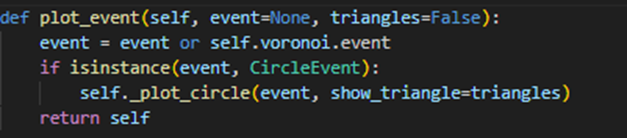 def plot_event(self, event=None, triangles=False):
    event = event or self.voronoi.event
    if isinstance(event, CircleEvent):
        self._plot_circle(event, show_triangle=triangles)
    return self